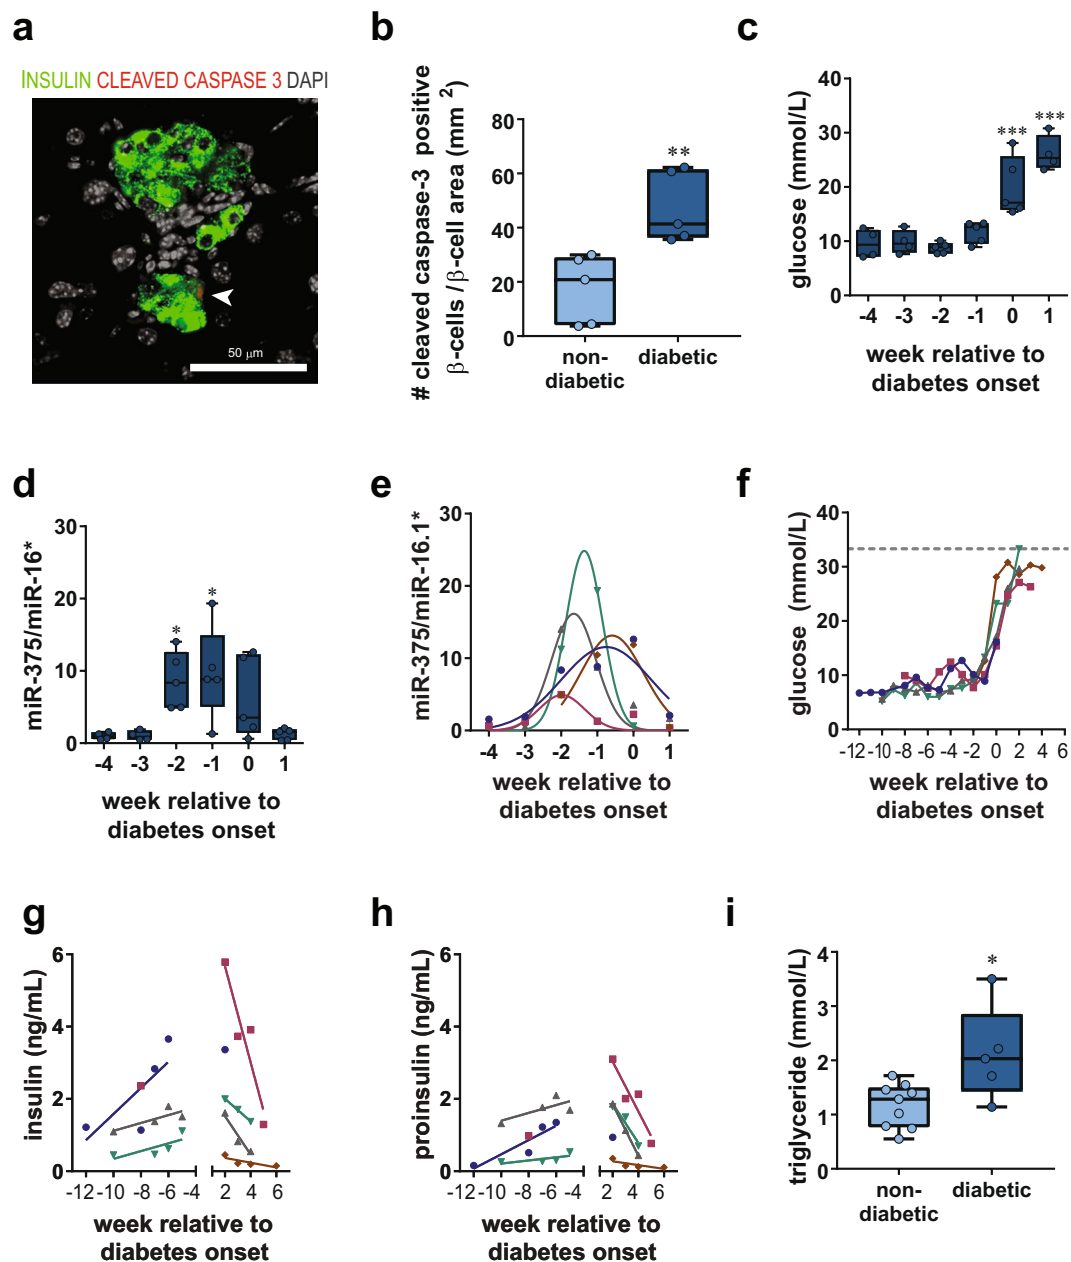 a
INSULIN CLEAVED CASPASE 3 DAPI
50 μm
b
# cleaved caspase-3 positive
β-cells /β-cell area (mm 2)
80
60
40
20
0
**
non-
diabetic
diabetic
c
glucose (mmol/L)
40
30
20
10
0
*** ***
-4 -3 -2 -1 0 1
week relative to
diabetes onset
d
miR-375/miR-16*
30
20
10
0
* *
-4 -3 -2 -1 0 1
week relative to
diabetes onset
e
miR-375/miR-16.1*
30
20
10
0
-4 -3 -2 -1 0 1
week relative to
diabetes onset
f
glucose (mmol/L)
40
30
20
10
0
-12 -10 -8 -6 -4 -2 0 2 4 6
week relative to
diabetes onset
g
insulin (ng/mL)
6
4
2
0
-12 -10 -8 -6 -4 2 4 6
week relative to
diabetes onset
h
proinsulin (ng/mL)
6
4
2
0
-12 -10 -8 -6 -4 2 4 6
week relative to
diabetes onset
i
triglyceride (mmol/L)
4
3
2
1
0
*
non-
diabetic
diabetic